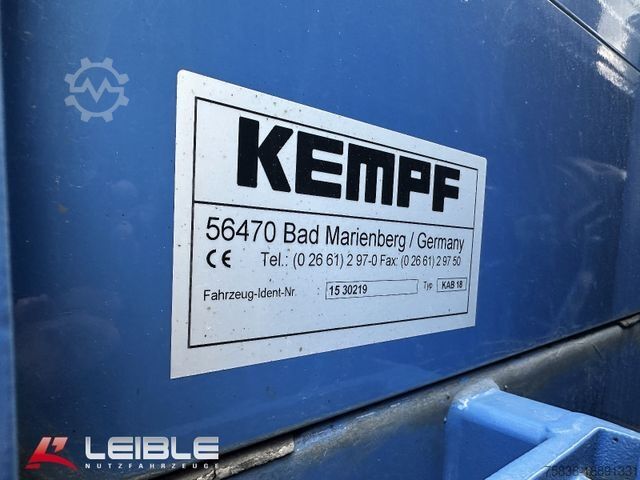 KEMPF
56470 Bad Marienberg / Germany
CE Tel.: (0 26 61) 2 97-0 Fax: (0 26 61) 2 97 50
Fahrzeug-Ident-Nr. : 15 30219 Typ KAB 18
LEIBLE
NUTZFAHRZEUGE